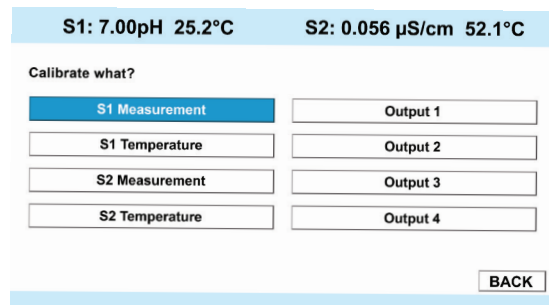 S1: 7.00pH 25.2°C S2: 0.056 µS/cm 52.1°C
Calibrate what?
S1 Measurement
S1 Temperature
S2 Measurement
S2 Temperature
Output 1
Output 2
Output 3
Output 4
BACK